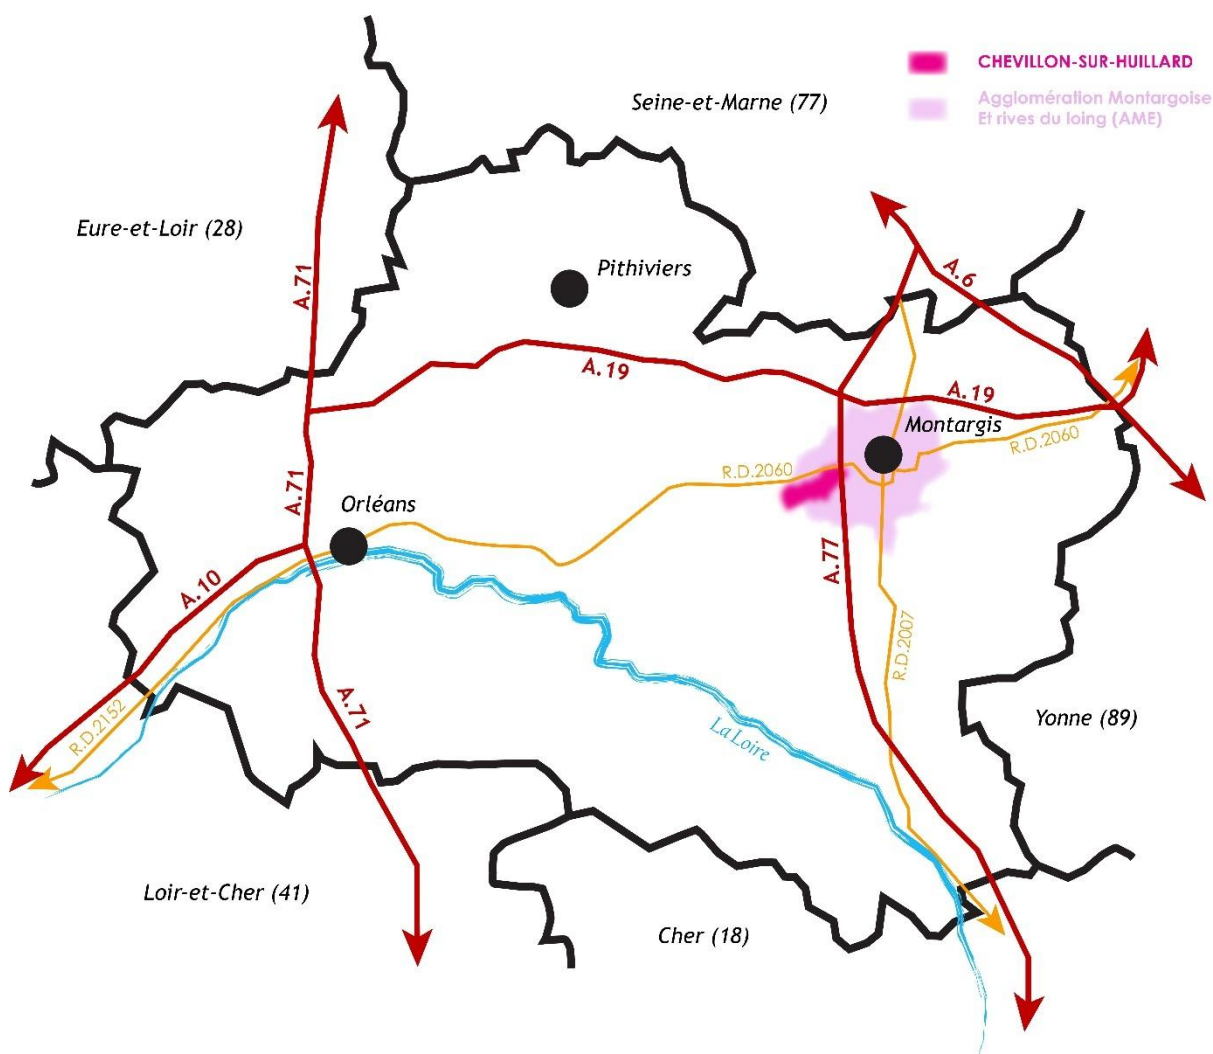 CHEVILLON-SUR-HUILLARD
Agglomération Montargoise
Et rives du loing (AME)
Seine-et-Marne (77)
Eure-et-Loir (28)
Pithiviers
A.71
A.6
A.19
A.19
Montargis
R.D.2060
R.D.2060
A.71
Orléans
A.77
A.10
R.D.2007
A.71
R.D.2152
La Loire
Yonne (89)
Loir-et-Cher (41)
Cher (18)